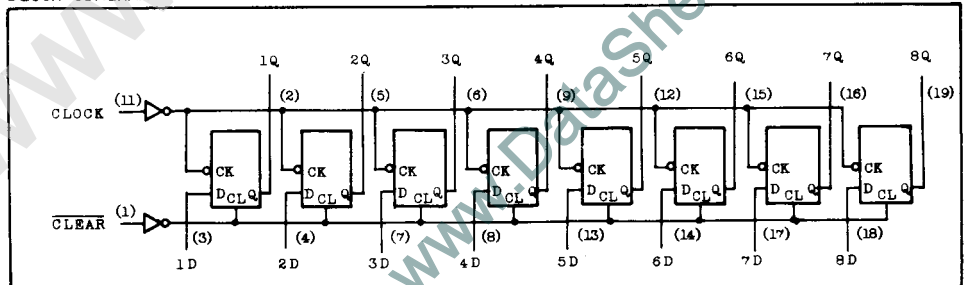 1Q 2Q 3Q 4Q 5Q 6Q 7Q 8Q
(11) (2) (5) (6) (9) (12) (15) (16) (19)
CLOCK
CK CK CK CK CK CK CK CK
D CL Q D CL Q D CL Q D CL Q D CL Q D CL Q D CL Q D CL Q
CLEAR (1)
(3) (4) (7) (8) (13) (14) (17) (18)
1D 2D 3D 4D 5D 6D 7D 8D
www.DataShe